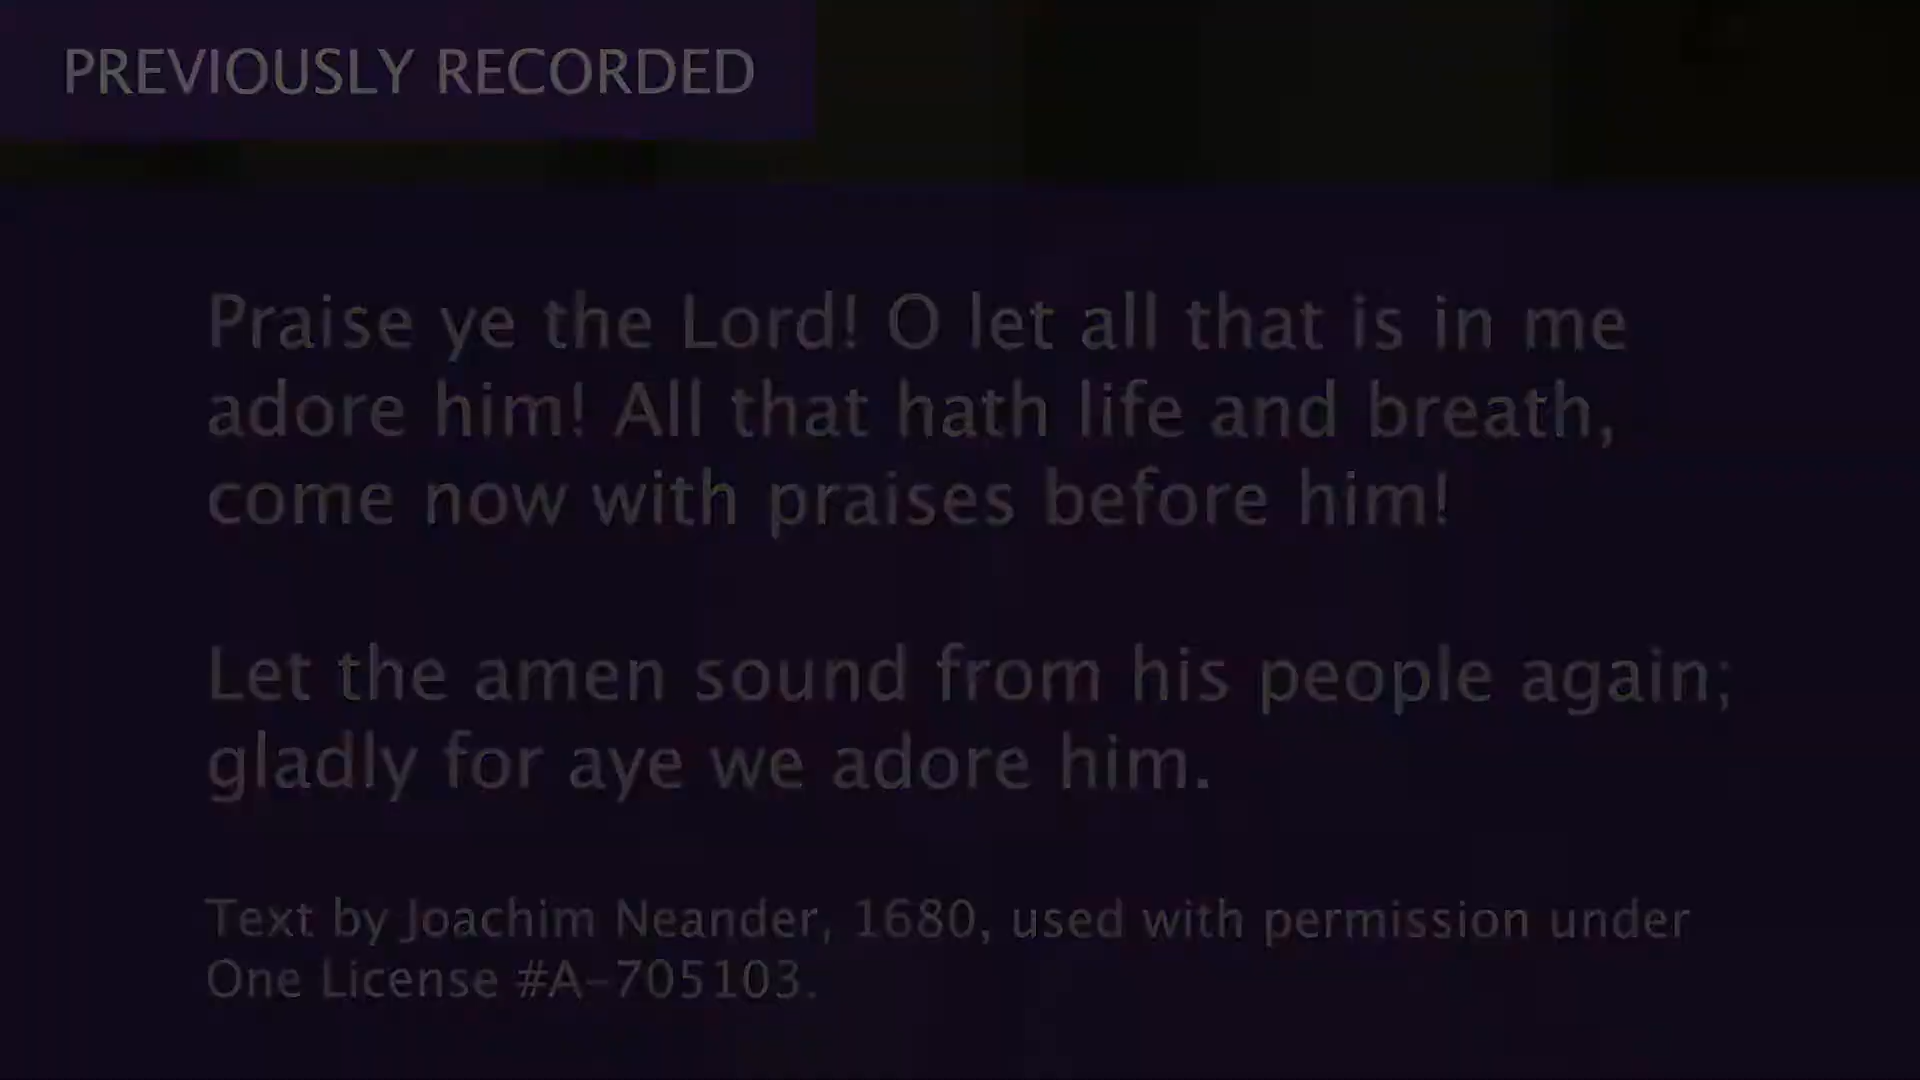 PREVIOUSLY RECORDED
Praise ye the Lord! O let all that is in me
adore him! All that hath life and breath,
come now with praises before him!
Let the amen sound from his people again;
gladly for aye we adore him.
Text by Joachim Neander, 1680, used with permission under
One License #A-705103.